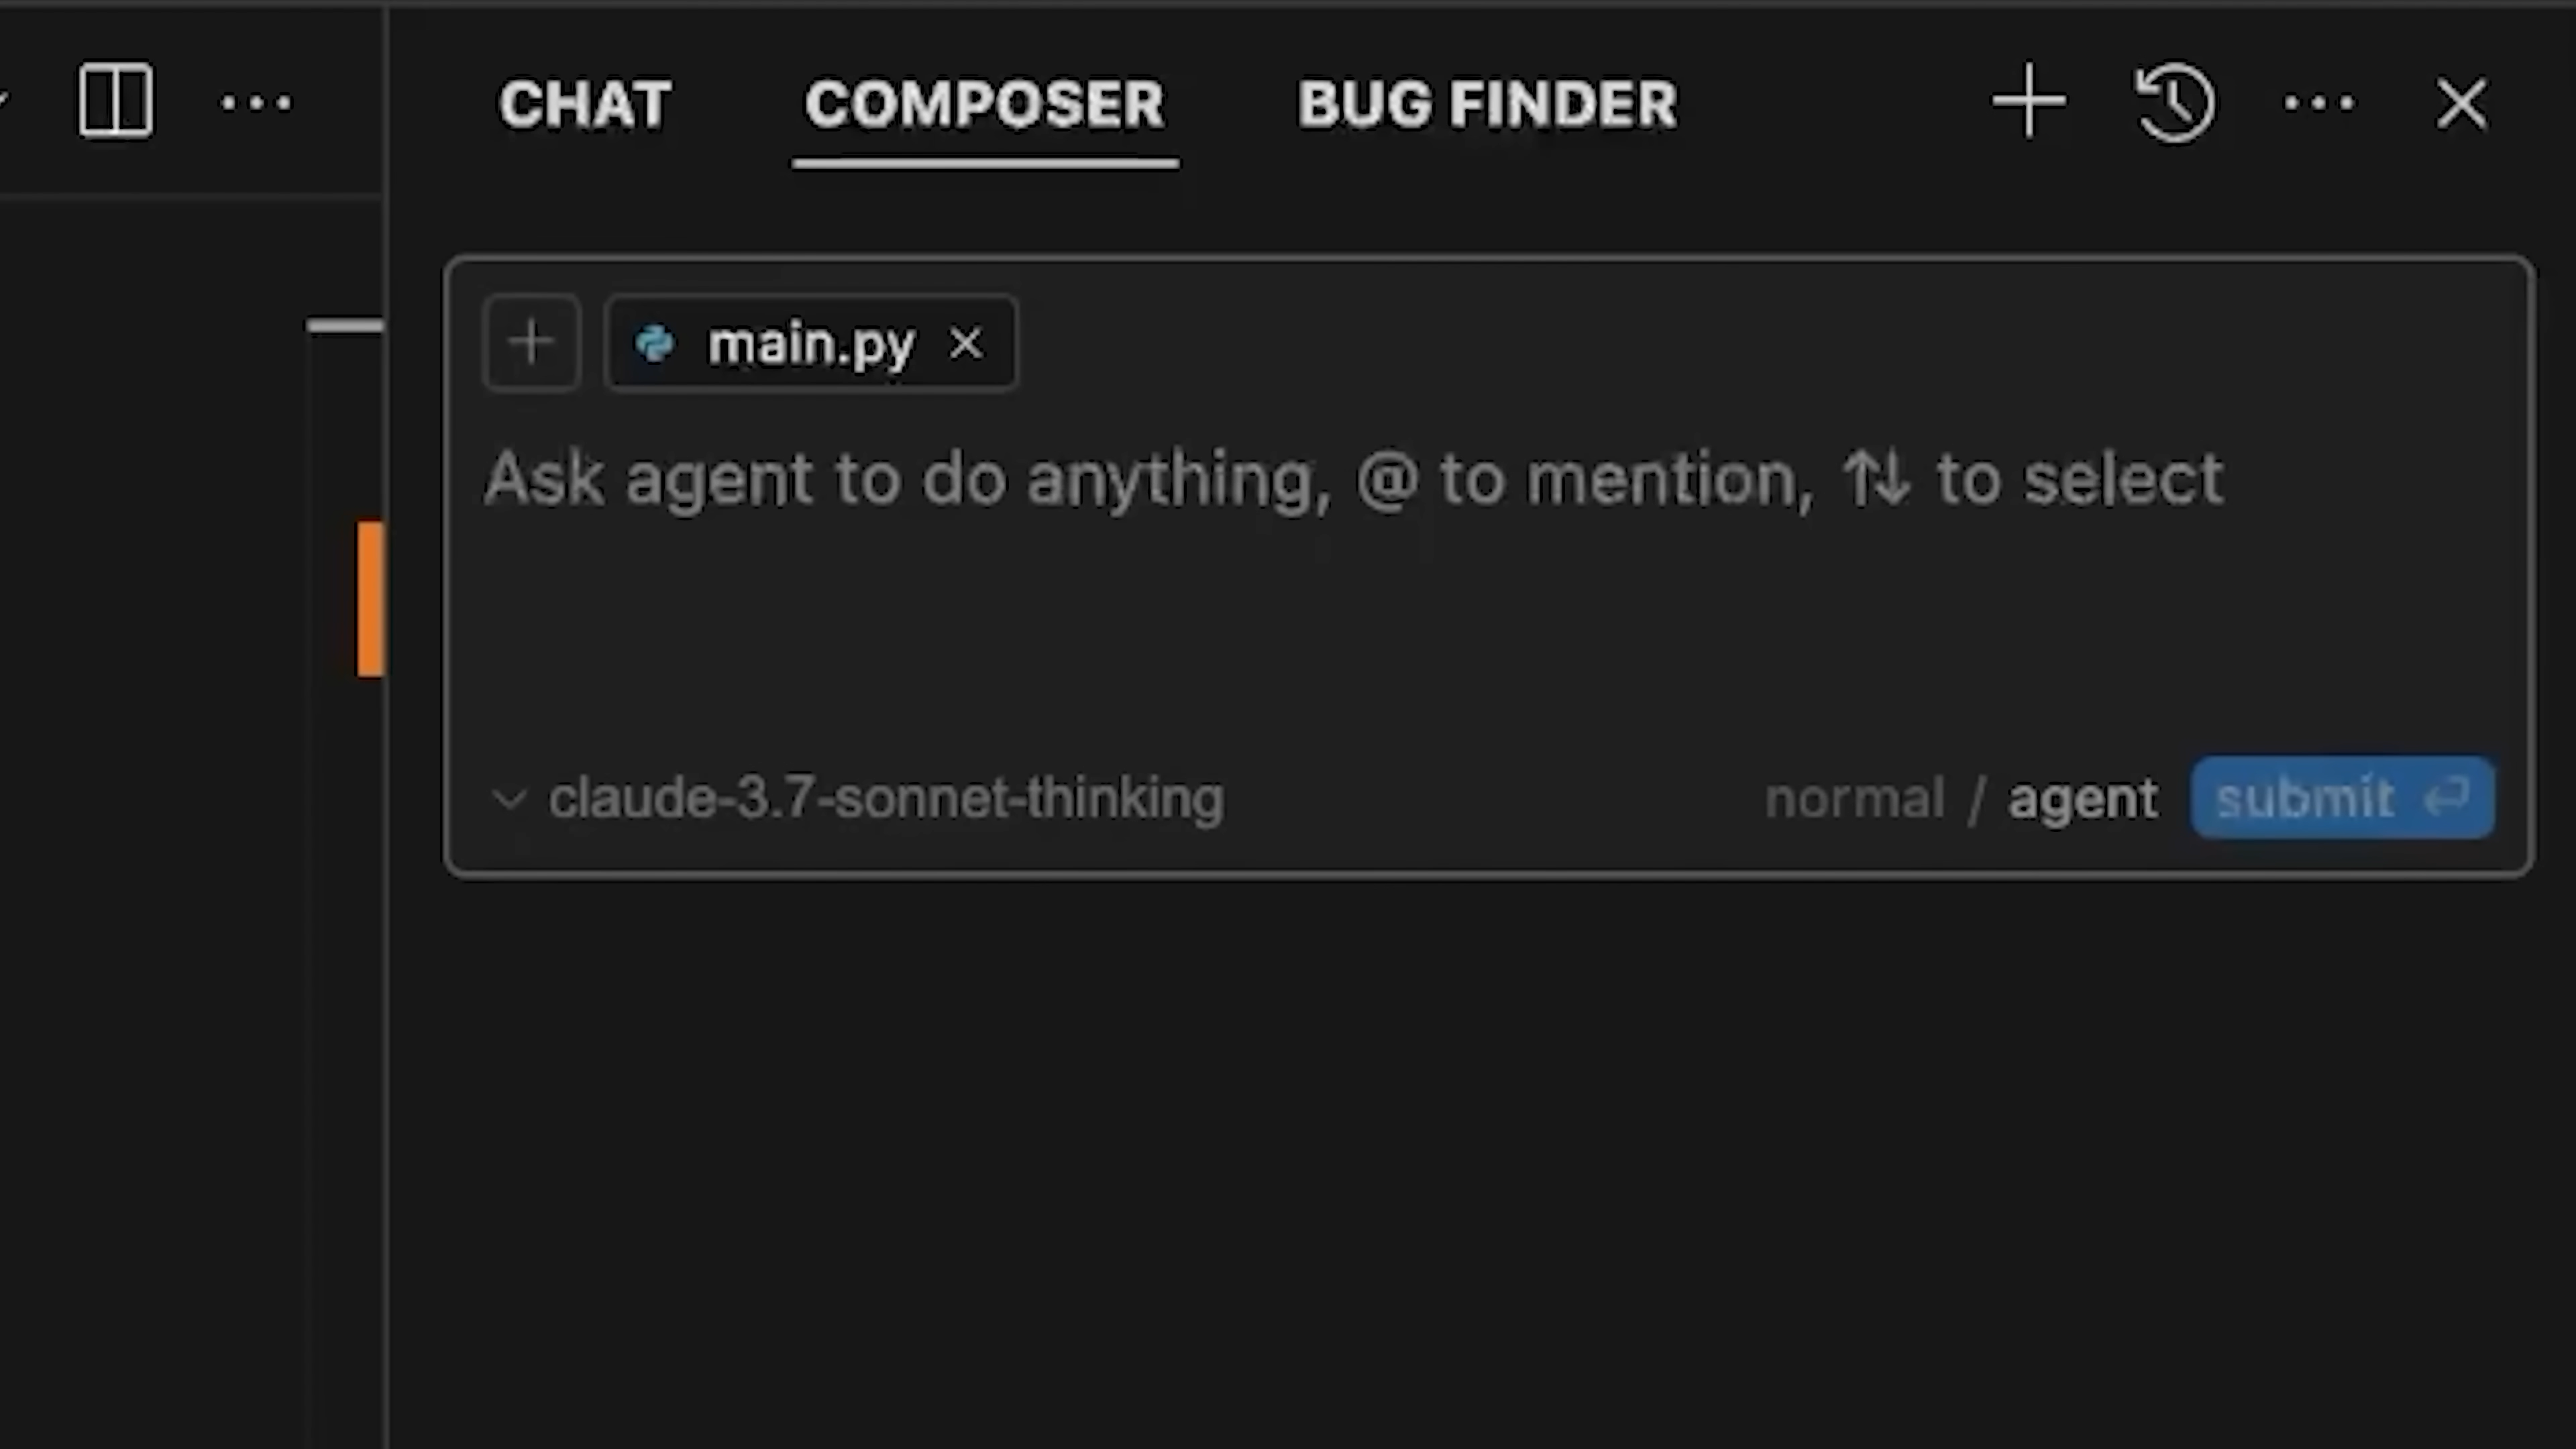 CHAT COMPOSER BUG FINDER
main.py
Ask agent to do anything, @ to mention, ↑↓ to select
claude-3.7-sonnet-thinking normal / agent submit